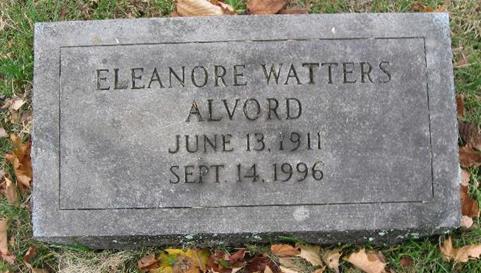 ELEANORE WATTERS
ALVORD
JUNE 13, 1911
SEPT. 14, 1996